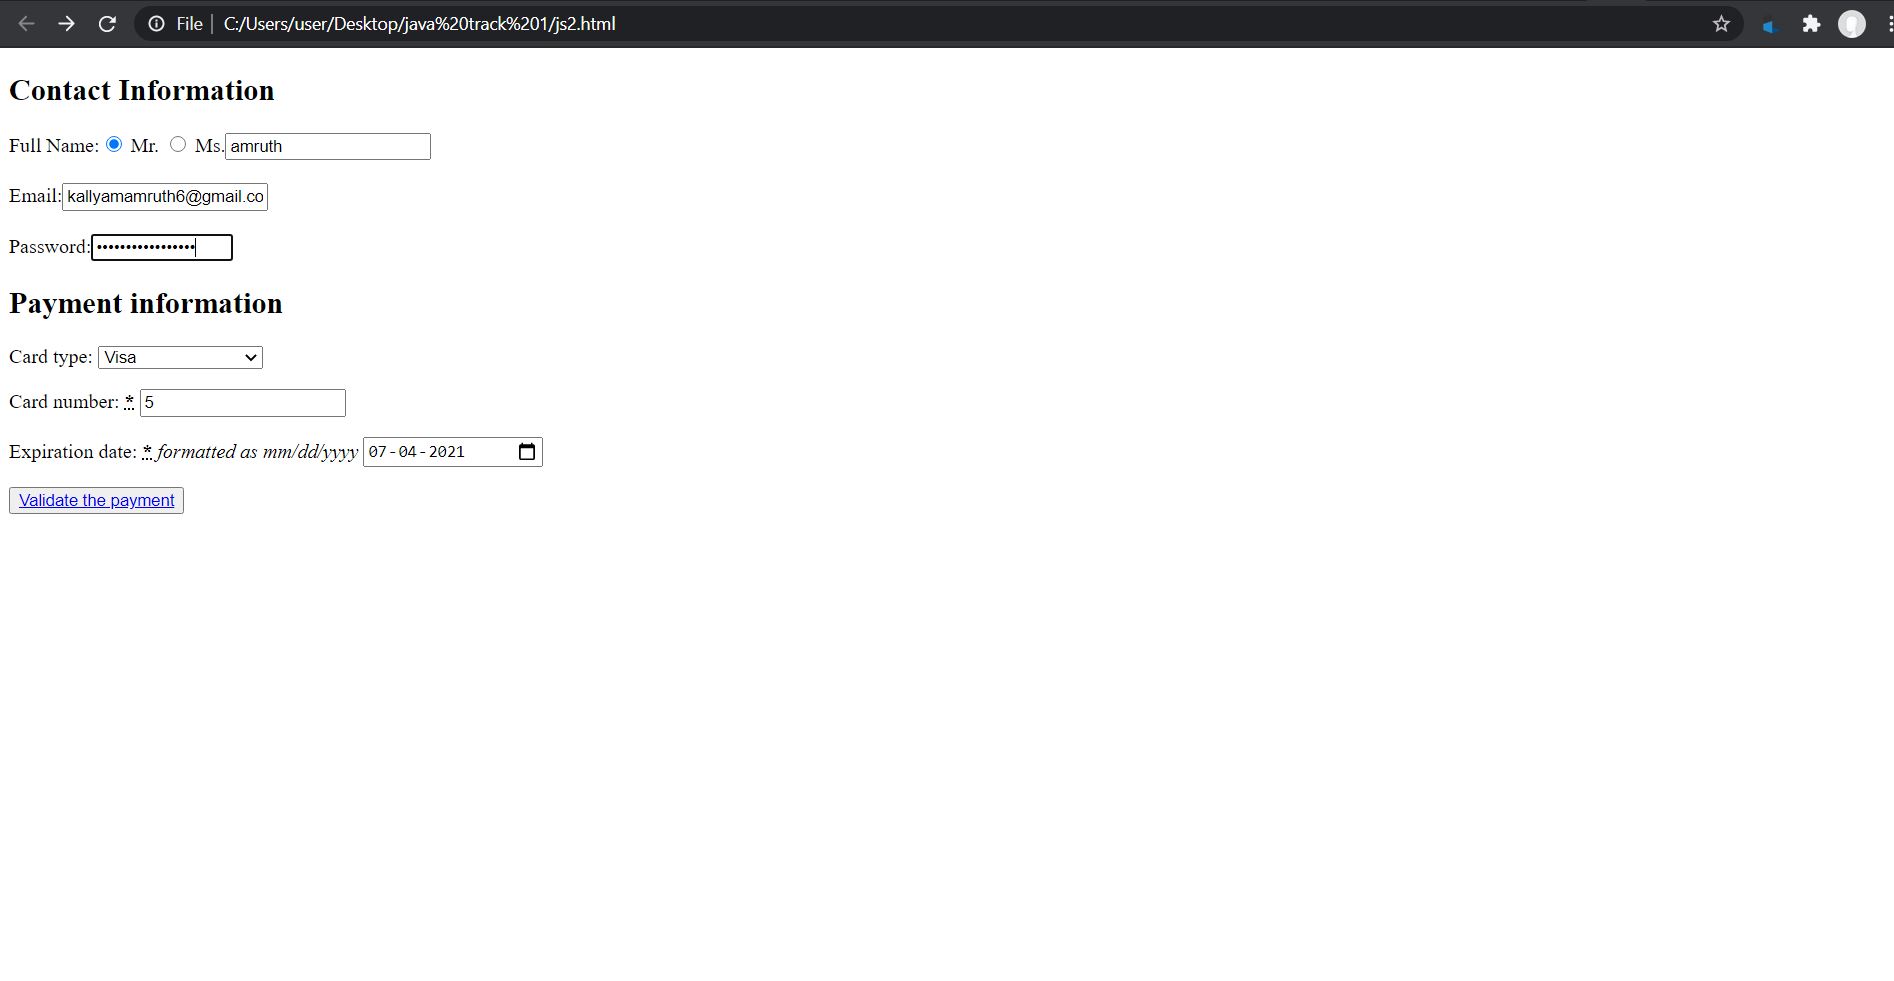 File | C:/Users/user/Desktop/java%20track%201/js2.html
Contact Information
Full Name: Mr. Ms. amruth
Email: kallyamamruth6@gmail.co
Password: •••••••••••••••••
Payment information
Card type: Visa
Card number: * 5
Expiration date: * formatted as mm/dd/yyyy 07-04-2021
Validate the payment